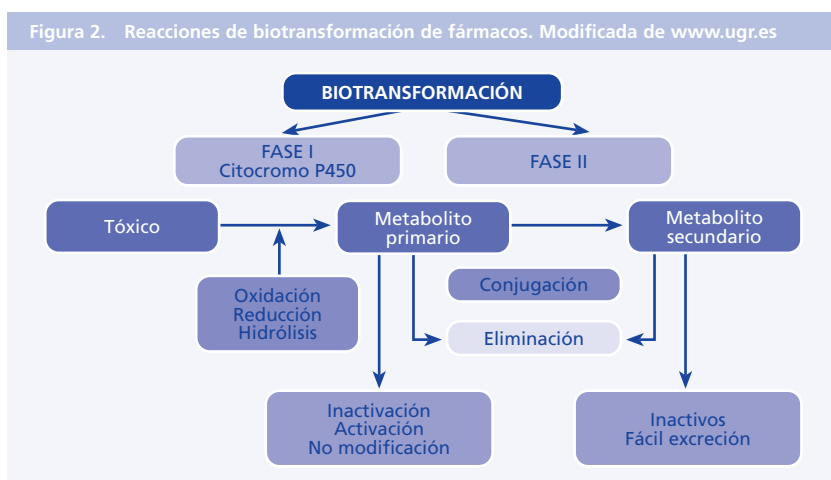 Figura 2. Reacciones de biotransformación de fármacos. Modificada de www.ugr.es
BIOTRANSFORMACIÓN
FASE I
Citocromo P450
FASE II
Tóxico
Metabolito
primario
Metabolito
secundario
Oxidación
Reducción
Hidrólisis
Conjugación
Eliminación
Inactivación
Activación
No modificación
Inactivos
Fácil excreción